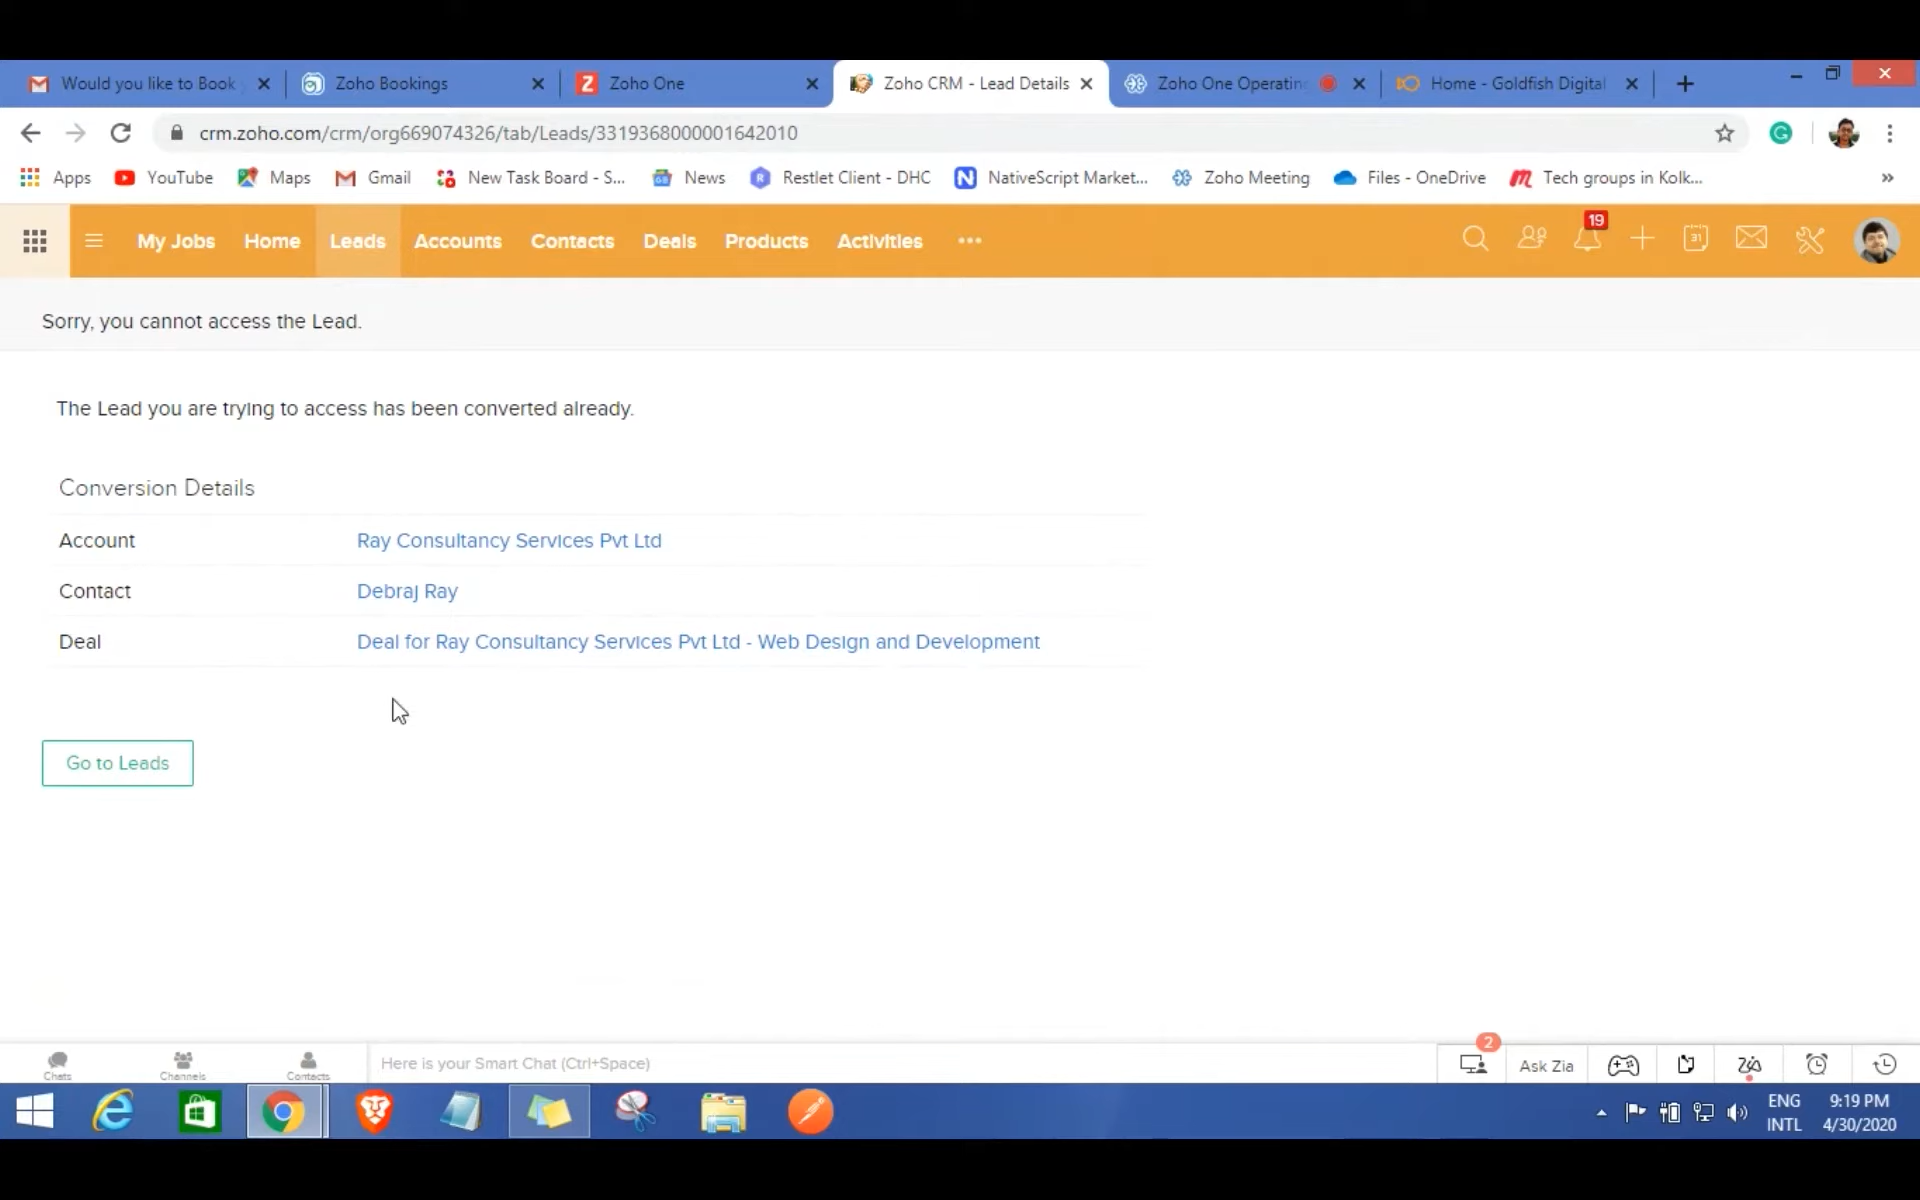 Would you like to Book
Zoho Bookings
Zoho One
Zoho CRM - Lead Details
Zoho One Operatin
Home - Goldfish Digital
crm.zoho.com/crm/org669074326/tab/Leads/3319368000001642010
Apps
YouTube
Maps
Gmail
New Task Board - S...
News
Restlet Client - DHC
NativeScript Market...
Zoho Meeting
Files - OneDrive
Tech groups in Kolk...
»
My Jobs
Home
Leads
Accounts
Contacts
Deals
Products
Activities
19
31
Sorry, you cannot access the Lead.
The Lead you are trying to access has been converted already.
Conversion Details
Account
Ray Consultancy Services Pvt Ltd
Contact
Debraj Ray
Deal
Deal for Ray Consultancy Services Pvt Ltd - Web Design and Development
Go to Leads
Chats
Channels
Contacts
Here is your Smart Chat (Ctrl+Space)
2
Ask Zia
ENG
INTL
9:19 PM
4/30/2020